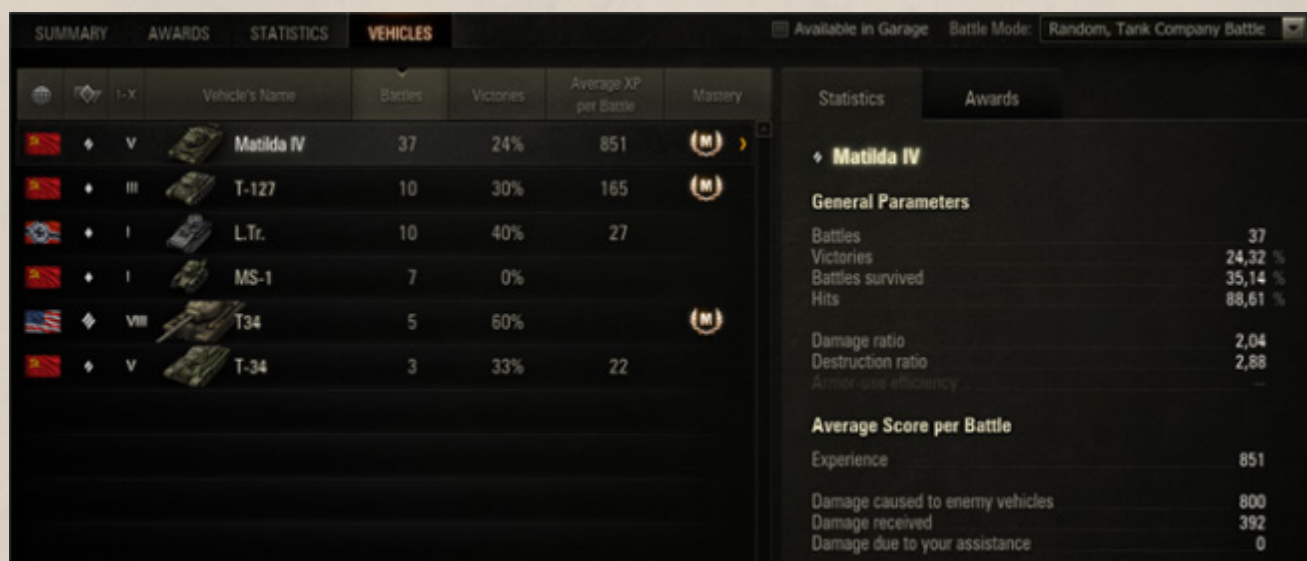 SUMMARY AWARDS STATISTICS VEHICLES Available in Garage Battle Mode: Random, Tank Company Battle
I-X Vehicle's Name Battles Victories Average XP per Battle Mastery
V Matilda IV 37 24% 851 M
III T-127 10 30% 165 M
I L.Tr. 10 40% 27
I MS-1 7 0%
VIII T34 5 60% M
V T-34 3 33% 22
Statistics Awards
Matilda IV
General Parameters
Battles 37
Victories 24,32 %
Battles survived 35,14 %
Hits 88,61 %
Damage ratio 2,04
Destruction ratio 2,88
Armor-use efficiency --
Average Score per Battle
Experience 851
Damage caused to enemy vehicles 800
Damage received 392
Damage due to your assistance 0